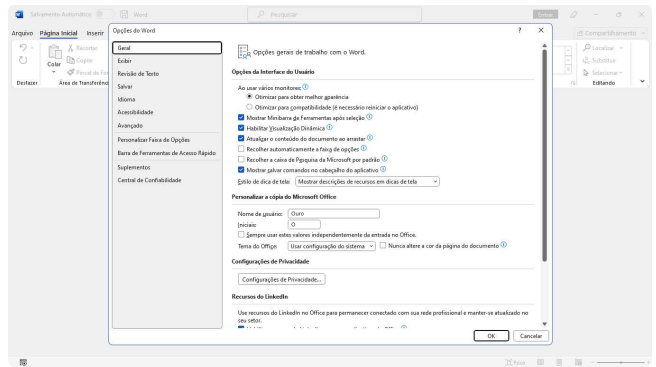 Salvamento Automático
Word
Pesquisar
Entrar
Arquivo Página Inicial Inserir
Compartilhamento
Colar
Recortar
Copiar
Pincel de For
Desfazer
Área de Transferênc
Localizar
Substituir
Selecionar
Editando
Opções do Word
?
Geral
Exibir
Revisão de Texto
Salvar
Idioma
Acessibilidade
Avançado
Personalizar Faixa de Opções
Barra de Ferramentas de Acesso Rápido
Suplementos
Central de Confiabilidade
Opções gerais de trabalho com o Word.
Opções da Interface do Usuário
Ao usar vários monitores:
Otimizar para obter melhor aparência
Otimizar para compatibilidade (é necessário reiniciar o aplicativo)
Mostrar Minibarra de Ferramentas após seleção
Habilitar Visualização Dinâmica
Atualizar o conteúdo do documento ao arrastar
Recolher automaticamente a faixa de opções
Recolher a caixa de Pesquisa da Microsoft por padrão
Mostrar salvar comandos no cabeçalho do aplicativo
Estilo de dica de tela: Mostrar descrições de recursos em dicas de tela
Personalizar a cópia do Microsoft Office
Nome de usuário: Ouro
Iniciais: O
Sempre usar estes valores independentemente da entrada no Office.
Tema do Office: Usar configuração do sistema Nunca altere a cor da página do documento
Configurações de Privacidade
Configurações de Privacidade...
Recursos do LinkedIn
Use recursos do LinkedIn no Office para permanecer conectado com sua rede profissional e manter-se atualizado no
seu setor.
OK
Cancelar
Foco